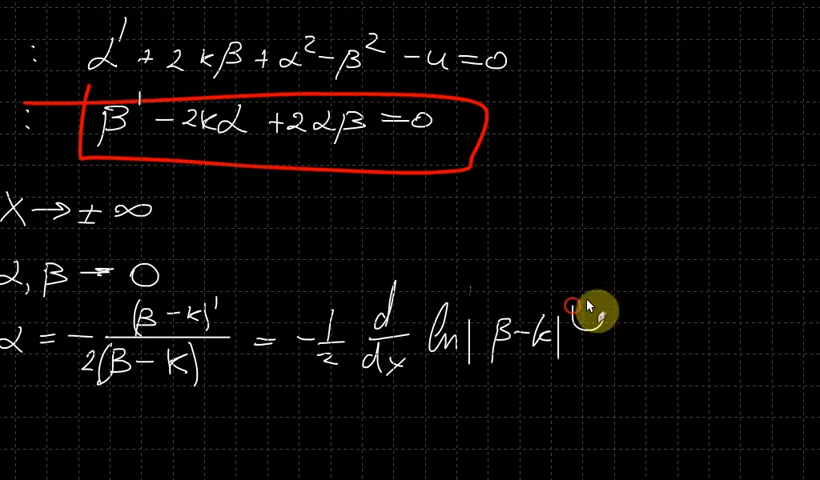 : α' + 2kβ + α² − β² − u = 0
: β' − 2kα + 2αβ = 0
x → ± ∞
α, β → 0
α = − (β − k)' / 2(β − k) = − 1/2 d/dx ln | β − k |